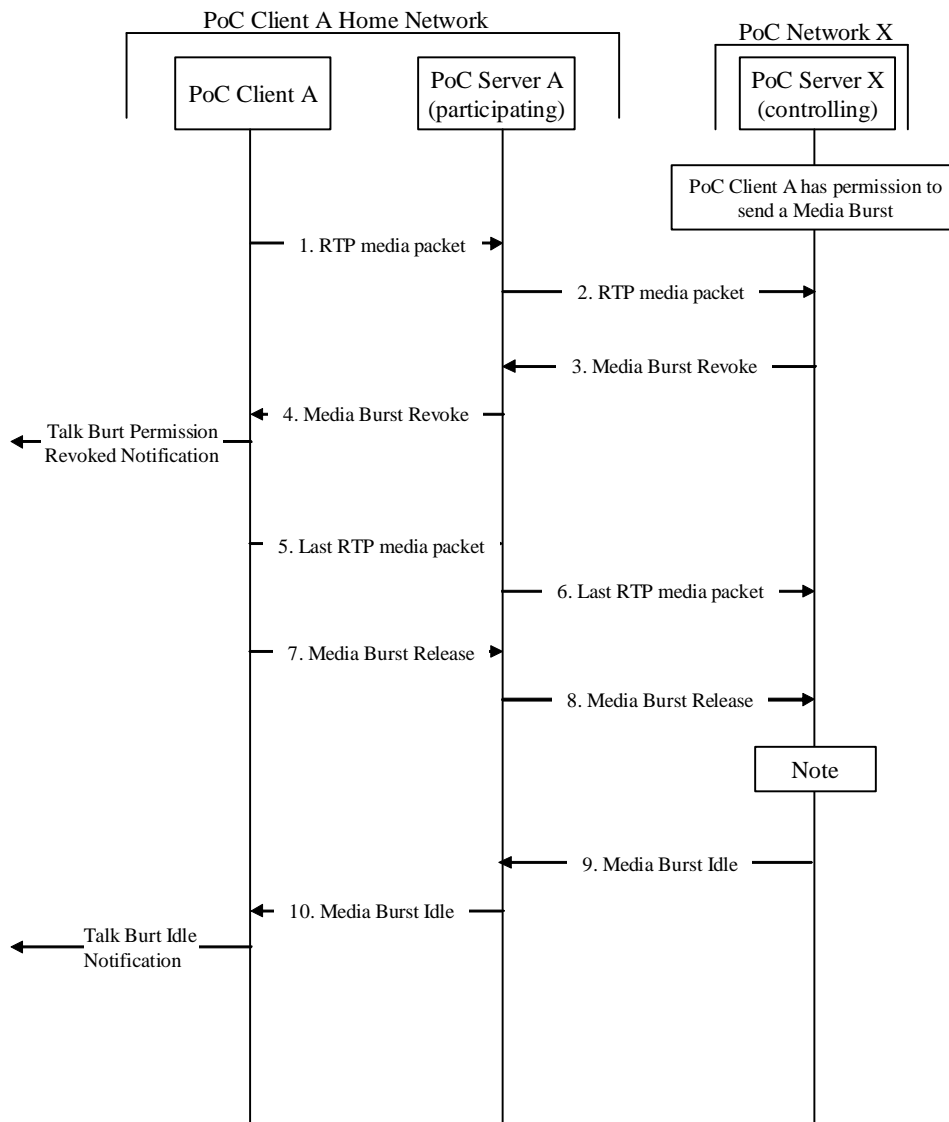 PoC Client A Home Network
PoC Network X
PoC Client A
PoC Server A
(participating)
PoC Server X
(controlling)
PoC Client A has permission to
send a Media Burst
1. RTP media packet
2. RTP media packet
3. Media Burst Revoke
4. Media Burst Revoke
Talk Burt Permission
Revoked Notification
5. Last RTP media packet
6. Last RTP media packet
7. Media Burst Release
8. Media Burst Release
Note
9. Media Burst Idle
10. Media Burst Idle
Talk Burt Idle
Notification